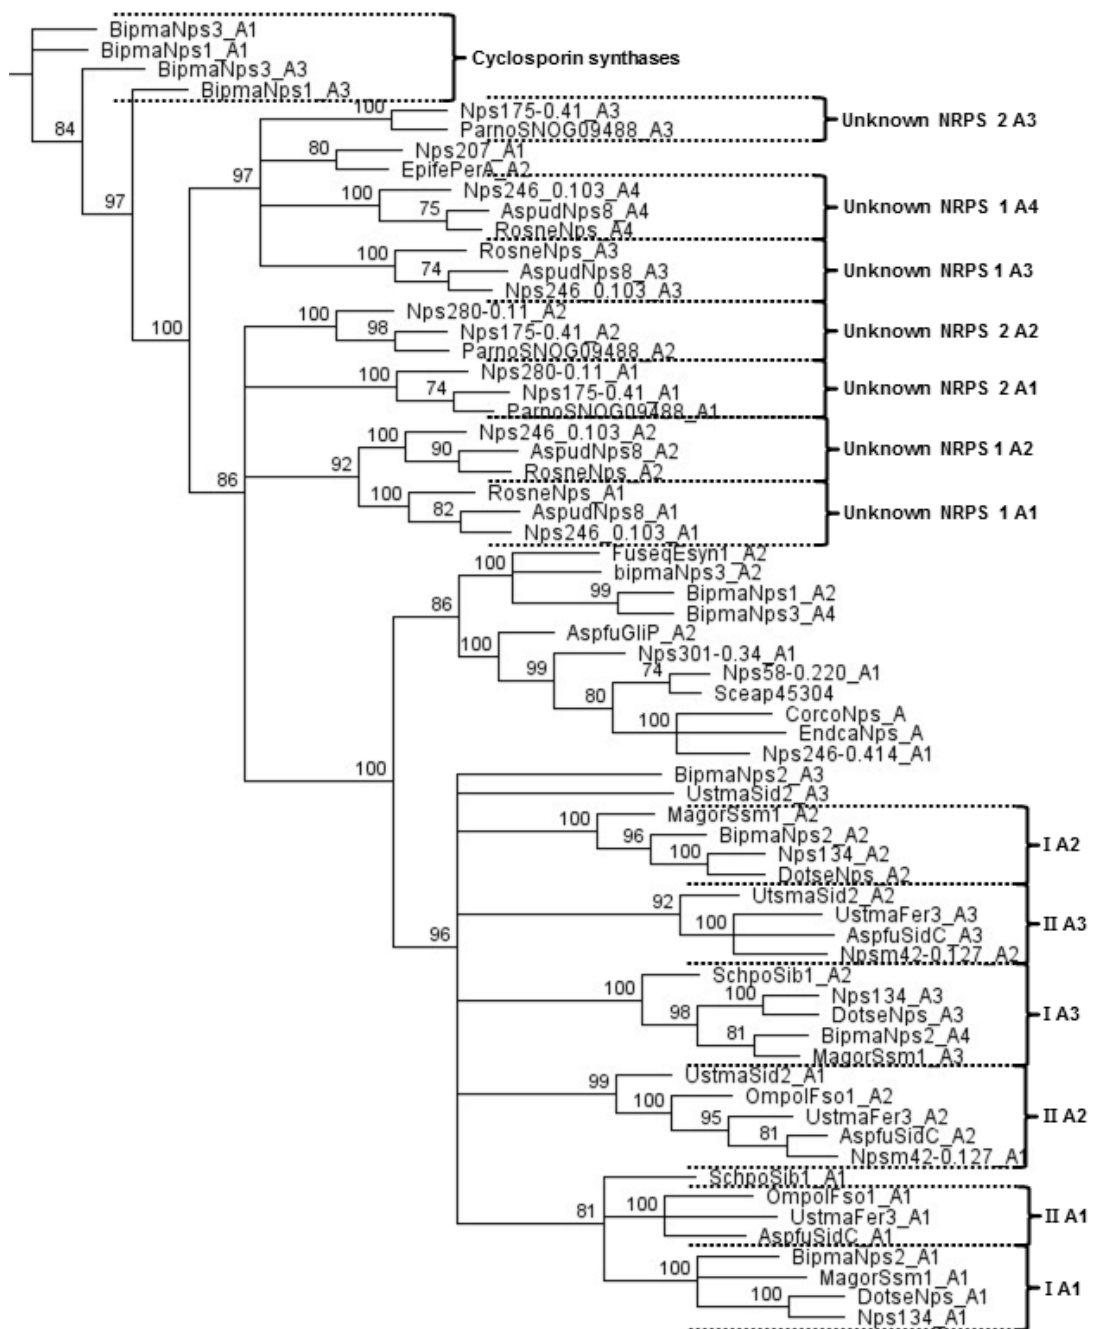 BipmaNps3_A1
BipmaNps1_A1
Cyclosporin synthases
BipmaNps3_A3
BipmaNps1_A3
84
100
Nps175-0.41_A3
Unknown NRPS 2 A3
ParnoSNOG09488_A3
80
Nps207_A1
97
EpifePerA_A2
97
100
Nps246_0.103_A4
75
AspudNps8_A4
Unknown NRPS 1 A4
RosneNps_A4
100
RosneNps_A3
74
AspudNps8_A3
Unknown NRPS 1 A3
Nps246_0.103_A3
100
100
Nps280-0.11_A2
98
Nps175-0.41_A2
Unknown NRPS 2 A2
ParnoSNOG09488_A2
100
Nps280-0.11_A1
74
Nps175-0.41_A1
Unknown NRPS 2 A1
ParnoSNOG09488_A1
100
Nps246_0.103_A2
90
AspudNps8_A2
Unknown NRPS 1 A2
92
RosneNps_A2
86
100
RosneNps_A1
82
AspudNps8_A1
Unknown NRPS 1 A1
Nps246_0.103_A1
FuseqEsyn1_A2
100
bipmaNps3_A2
99
BipmaNps1_A2
86
BipmaNps3_A4
AspfuGliP_A2
100
Nps301-0.34_A1
99
74
Nps58-0.220_A1
80
Sceap45304
CorcoNps_A
100
EndcaNps_A
Nps246-0.414_A1
100
BipmaNps2_A3
UstmaSid2_A3
100
MagorSsm1_A2
96
BipmaNps2_A2
I A2
100
Nps134_A2
DotseNps_A2
92
UtsmaSid2_A2
100
UstmaFer3_A3
II A3
96
AspfuSidC_A3
Npsm42-0.127_A2
100
SchpoSib1_A2
100
Nps134_A3
98
DotseNps_A3
I A3
81
BipmaNps2_A4
MagorSsm1_A3
99
UstmaSid2_A1
100
OmpolFso1_A2
95
UstmaFer3_A2
II A2
81
AspfuSidC_A2
Npsm42-0.127_A1
SchpoSib1_A1
100
OmpolFso1_A1
81
UstmaFer3_A1
II A1
AspfuSidC_A1
100
BipmaNps2_A1
MagorSsm1_A1
I A1
100
DotseNps_A1
Nps134_A1